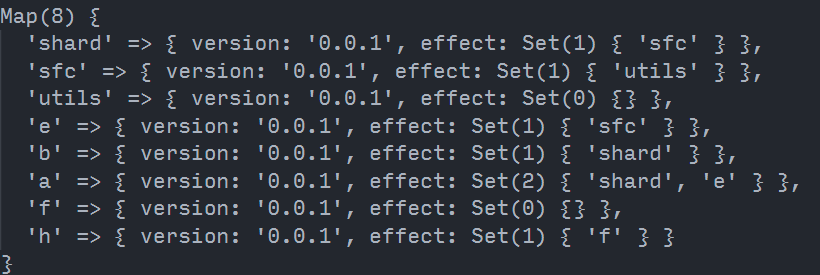 Map(8) {
  'shard' => { version: '0.0.1', effect: Set(1) { 'sfc' } },
  'sfc' => { version: '0.0.1', effect: Set(1) { 'utils' } },
  'utils' => { version: '0.0.1', effect: Set(0) {} },
  'e' => { version: '0.0.1', effect: Set(1) { 'sfc' } },
  'b' => { version: '0.0.1', effect: Set(1) { 'shard' } },
  'a' => { version: '0.0.1', effect: Set(2) { 'shard', 'e' } },
  'f' => { version: '0.0.1', effect: Set(0) {} },
  'h' => { version: '0.0.1', effect: Set(1) { 'f' } }
}